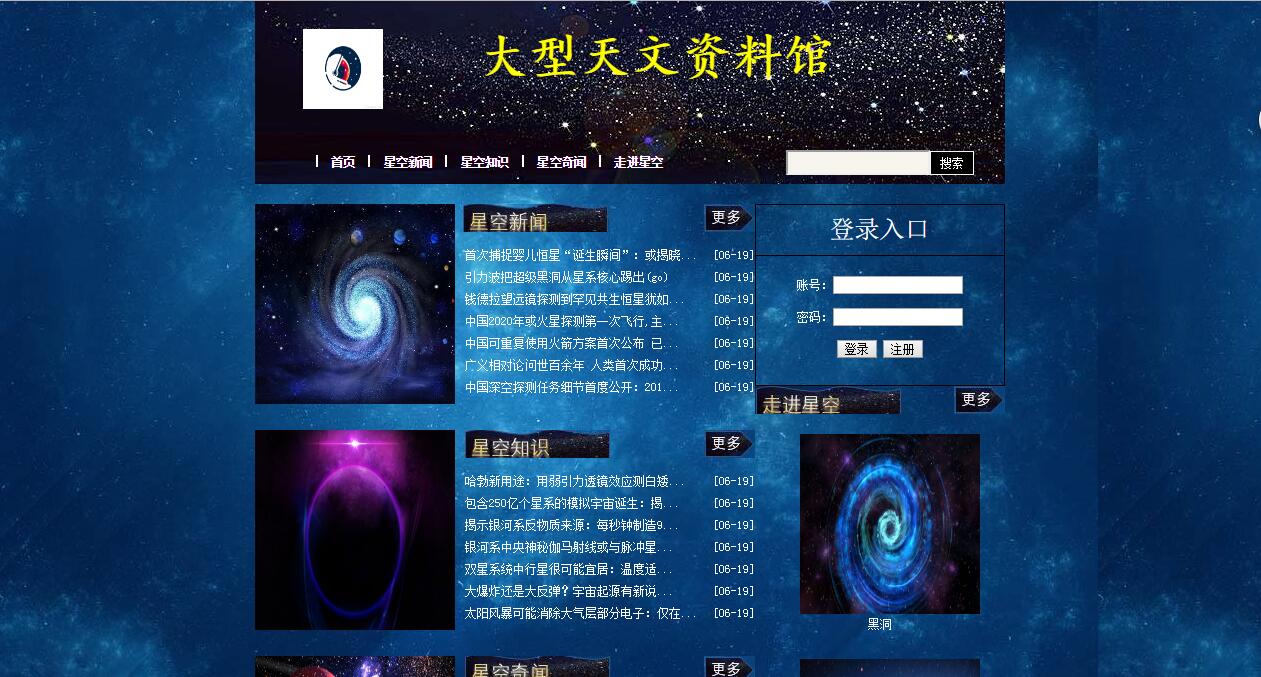 大型天文资料馆
| 首页 | 星空新闻 | 星空知识 | 星空奇闻 | 走进星空
搜索
星空新闻
更多
首次捕捉婴儿恒星“诞生瞬间”：或揭晓... [06-19]
引力波把超级黑洞从星系核心踢出(go) [06-19]
钱德拉望远镜探测到罕见共生恒星犹如... [06-19]
中国2020年或火星探测第一次飞行,主... [06-19]
中国可重复使用火箭方案首次公布 已... [06-19]
广义相对论问世百余年 人类首次成功... [06-19]
中国深空探测任务细节首度公开：201... [06-19]
登录入口
账号：
密码：
登录 注册
走进星空
更多
星空知识
更多
哈勃新用途：用弱引力透镜效应测白矮... [06-19]
包含250亿个星系的模拟宇宙诞生：揭... [06-19]
揭示银河系反物质来源：每秒钟制造9... [06-19]
银河系中央神秘伽马射线或与脉冲星... [06-19]
双星系统中行星很可能宜居：温度适... [06-19]
大爆炸还是大反弹？宇宙起源有新说... [06-19]
太阳风暴可能消除大气层部分电子：仅在... [06-19]
黑洞
星空奇闻
更多